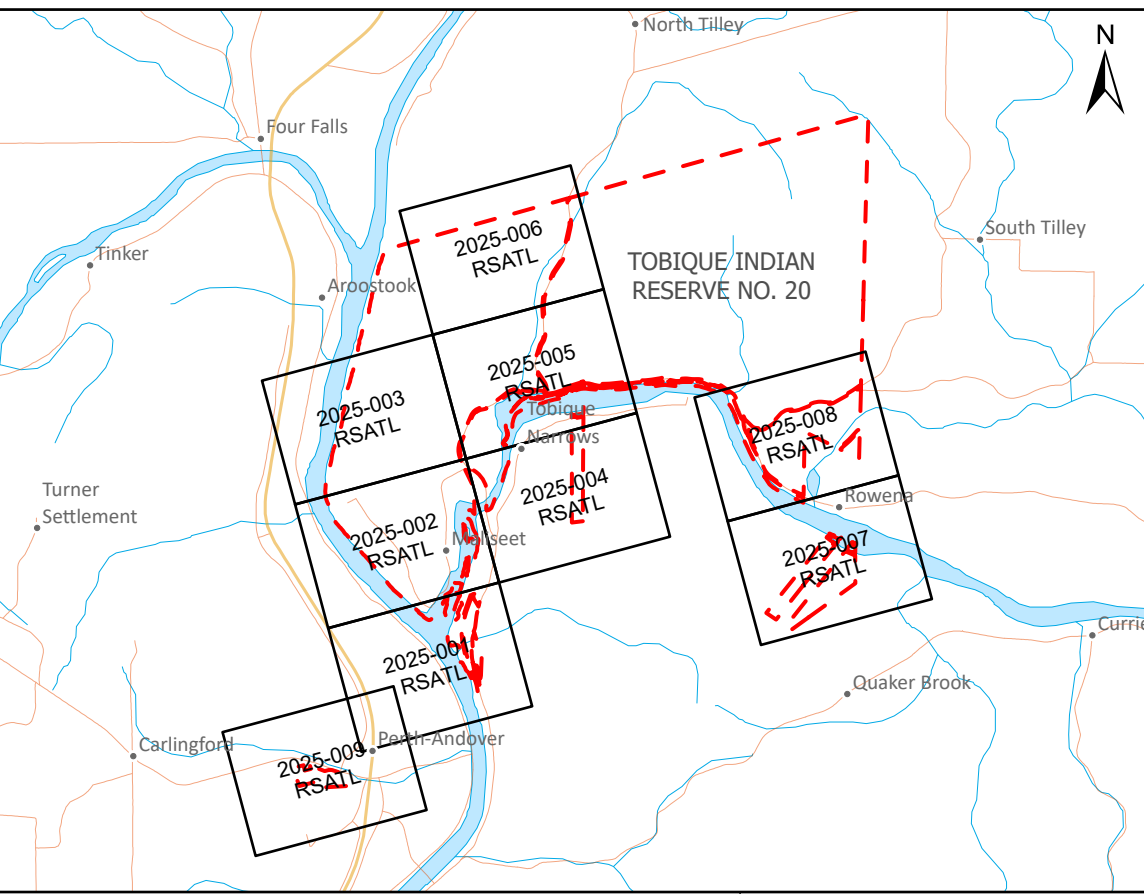 North Tilley
N
Four Falls
South Tilley
2025-006
RSATL
Tinker
TOBIQUE INDIAN
RESERVE NO. 20
Aroostook
2025-005
RSATL
2025-003
RSATL
Tobique
Narrows
2025-008
RSATL
2025-004
RSATL
Turner
Settlement
Rowena
2025-002
RSATL
Maliseet
2025-007
RSATL
Currie
2025-001
RSATL
Quaker Brook
Carlingford
Perth-Andover
2025-009
RSATL